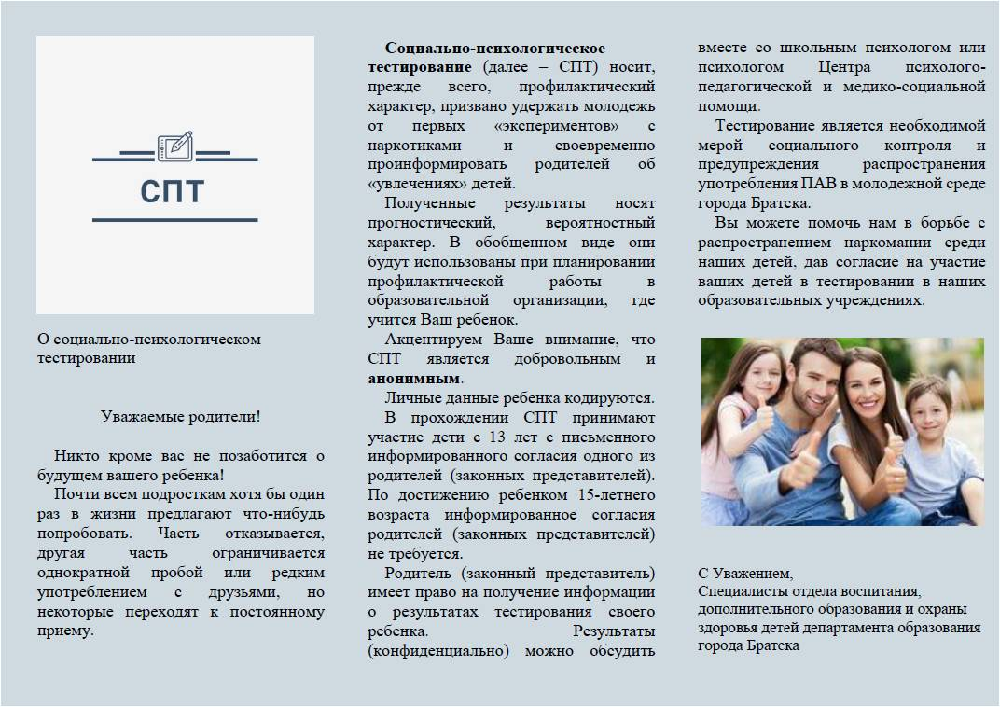 СПТ
О социально-психологическом
тестировании
Уважаемые родители!
Никто кроме вас не позаботится о
будущем вашего ребенка!
Почти всем подросткам хотя бы один
раз в жизни предлагают что-нибудь
попробовать. Часть отказывается,
другая часть ограничивается
однократной пробой или редким
употреблением с друзьями, но
некоторые переходят к постоянному
приему.
Социально-психологическое
тестирование (далее – СПТ) носит,
прежде всего, профилактический
характер, призвано удержать молодежь
от первых «экспериментов» с
наркотиками и своевременно
проинформировать родителей об
«увлечениях» детей.
Полученные результаты носят
прогностический, вероятностный
характер. В обобщенном виде они
будут использованы при планировании
профилактической работы в
образовательной организации, где
учится Ваш ребенок.
Акцентируем Ваше внимание, что
СПТ является добровольным и
анонимным.
Личные данные ребенка кодируются.
В прохождении СПТ принимают
участие дети с 13 лет с письменного
информированного согласия одного из
родителей (законных представителей).
По достижению ребенком 15-летнего
возраста информированное согласия
родителей (законных представителей)
не требуется.
Родитель (законный представитель)
имеет право на получение информации
о результатах тестирования своего
ребенка. Результаты
(конфиденциально) можно обсудить
вместе со школьным психологом или
психологом Центра психолого-
педагогической и медико-социальной
помощи.
Тестирование является необходимой
мерой социального контроля и
предупреждения распространения
употребления ПАВ в молодежной среде
города Братска.
Вы можете помочь нам в борьбе с
распространением наркомании среди
наших детей, дав согласие на участие
ваших детей в тестировании в наших
образовательных учреждениях.
С Уважением,
Специалисты отдела воспитания,
дополнительного образования и охраны
здоровья детей департамента образования
города Братска